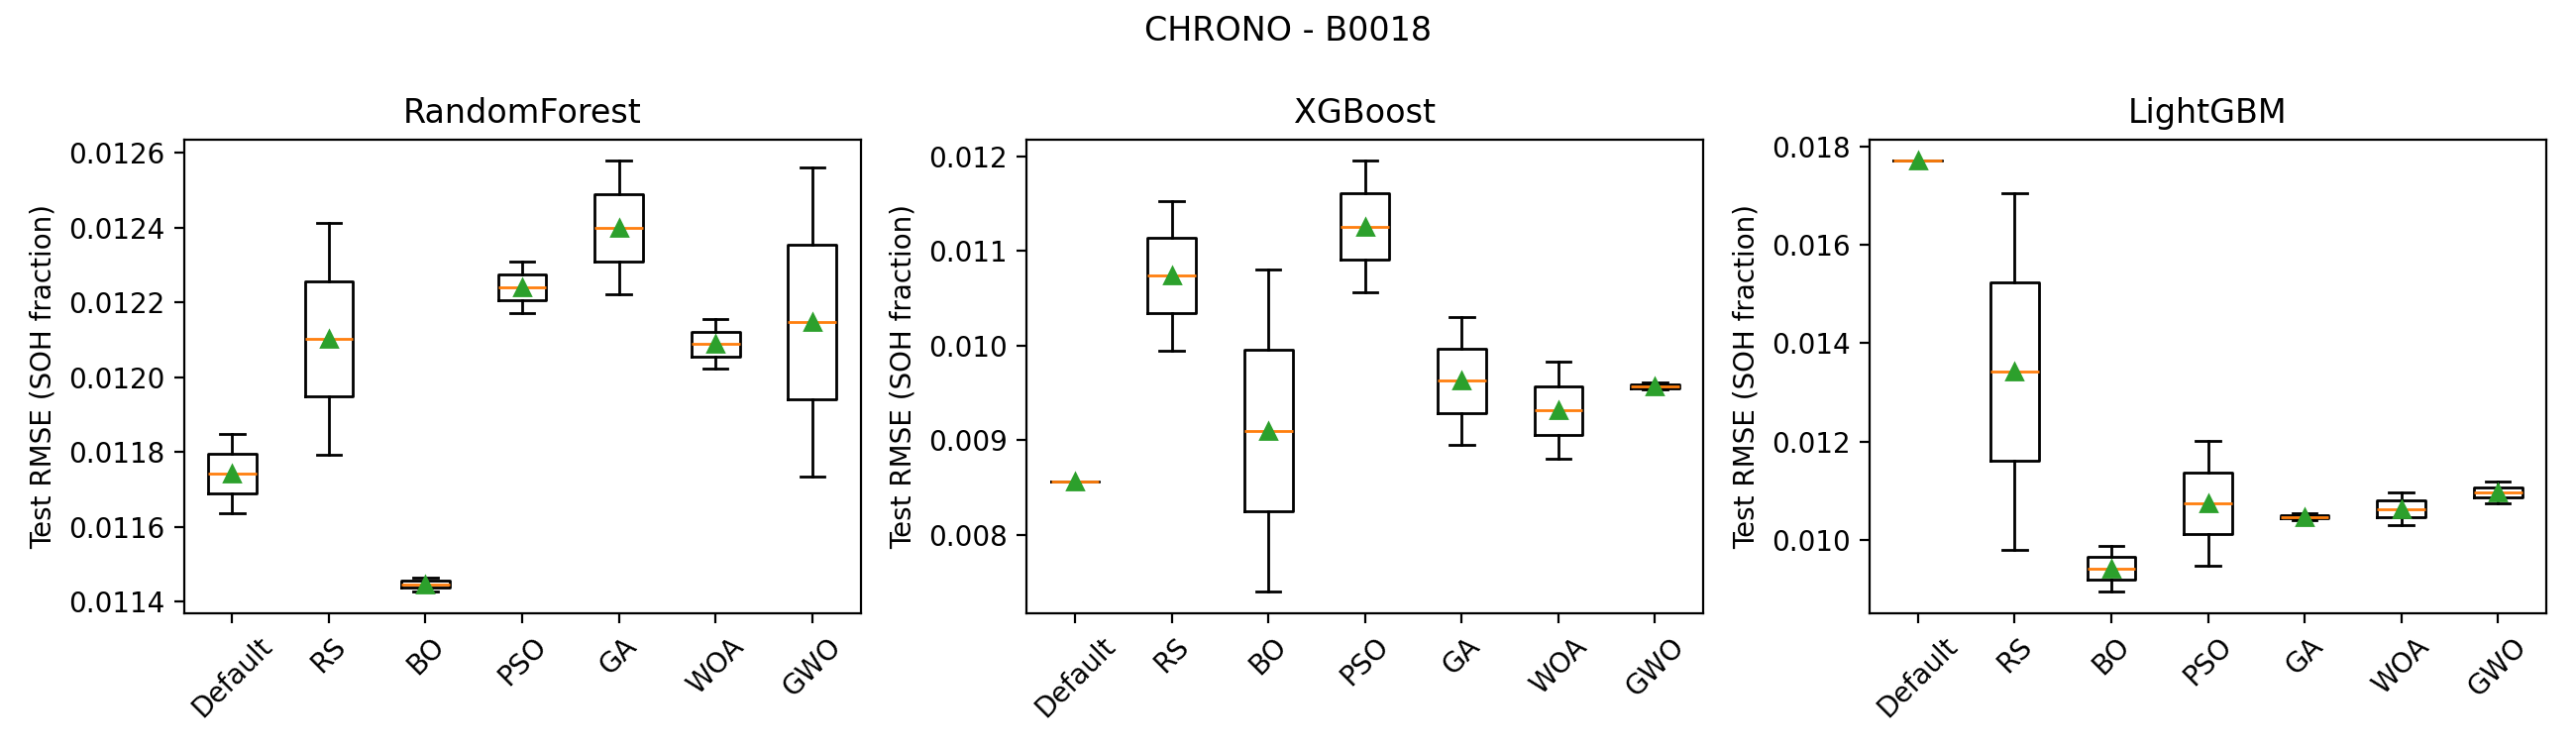 CHRONO - B0018
RandomForest
Test RMSE (SOH fraction)
0.0126
0.0124
0.0122
0.0120
0.0118
0.0116
0.0114
Default
RS
BO
PSO
GA
WOA
GWO
XGBoost
Test RMSE (SOH fraction)
0.012
0.011
0.010
0.009
0.008
Default
RS
BO
PSO
GA
WOA
GWO
LightGBM
Test RMSE (SOH fraction)
0.018
0.016
0.014
0.012
0.010
Default
RS
BO
PSO
GA
WOA
GWO